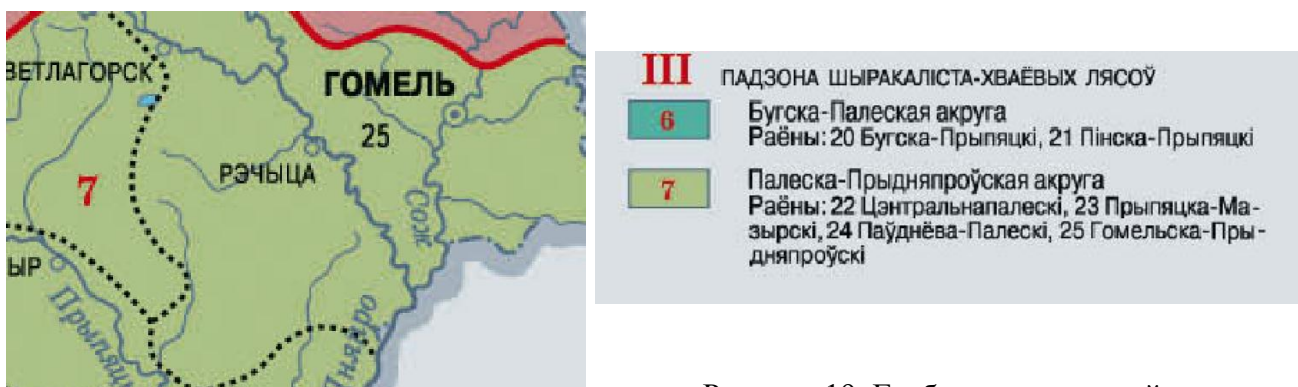 ВЕТЛАГОРСК
ГОМЕЛЬ
25
РЭЧЫЦА
7
Сож
ЫР
Прыпяць
Дняпро
III ПАДЗОНА ШЫРАКАЛІСТА-ХВАЁВЫХ ЛЯСОЎ
6 Бугска-Палеская акруга
Раёны: 20 Бугска-Прыпяцкі, 21 Пінска-Прыпяцкі
7 Палеска-Прыдняпроўская акруга
Раёны: 22 Цэнтральнапалескі, 23 Прыпяцка-Ма-
зырскі, 24 Паўднёва-Палескі, 25 Гомельска-Пры-
дняпроўскі